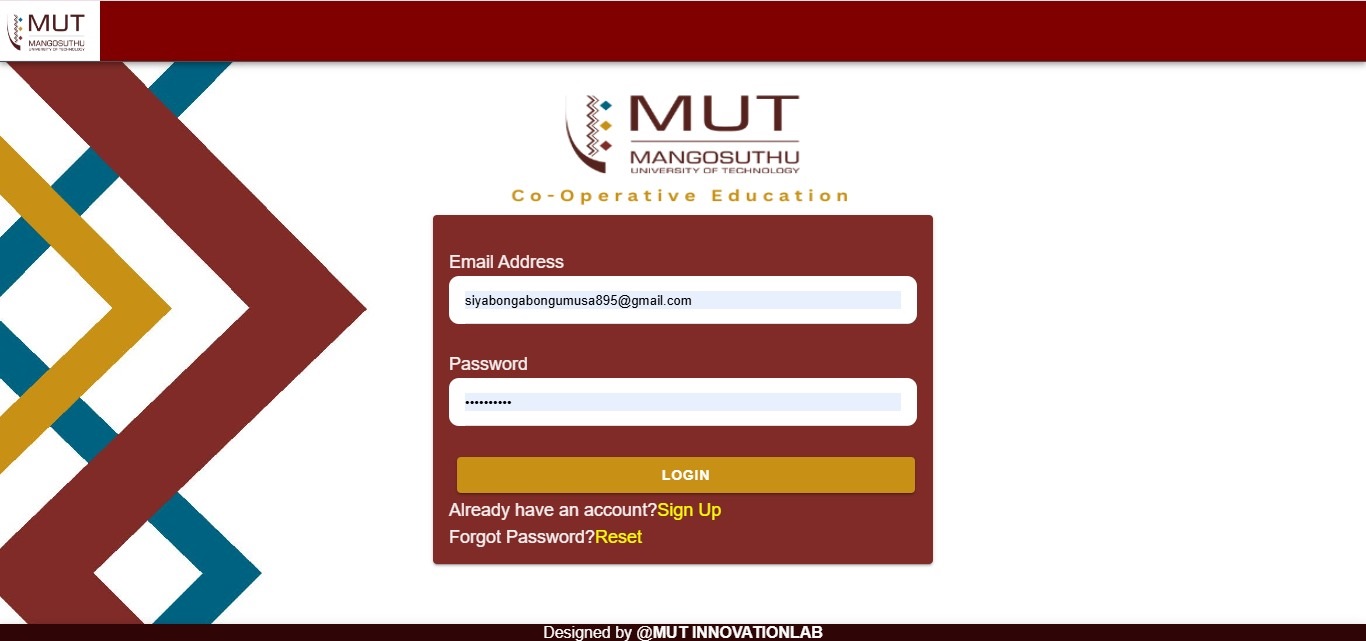 MUT
MANGOSUTHU
UNIVERSITY OF TECHNOLOGY
MUT
MANGOSUTHU
UNIVERSITY OF TECHNOLOGY
Co-Operative Education
Email Address
siyabongabongumusa895@gmail.com
Password
••••••••••
LOGIN
Already have an account?Sign Up
Forgot Password?Reset
Designed by @MUT INNOVATIONLAB